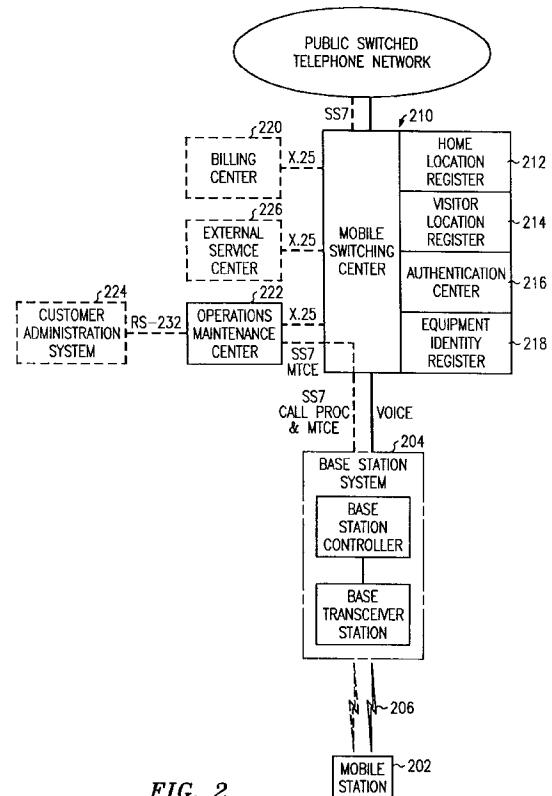 PUBLIC SWITCHED
TELEPHONE NETWORK
SS7
210
220
BILLING
CENTER
X.25
HOME
LOCATION
REGISTER
212
226
EXTERNAL
SERVICE
CENTER
X.25
MOBILE
SWITCHING
CENTER
VISITOR
LOCATION
REGISTER
214
AUTHENTICATION
CENTER
216
224
CUSTOMER
ADMINISTRATION
SYSTEM
RS-232
222
OPERATIONS
MAINTENANCE
CENTER
X.25
SS7
MTCE
EQUIPMENT
IDENTITY
REGISTER
218
SS7
CALL PROC
& MTCE
VOICE
204
BASE STATION
SYSTEM
BASE
STATION
CONTROLLER
BASE
TRANSCEIVER
STATION
206
202
MOBILE
STATION
FIG. 2